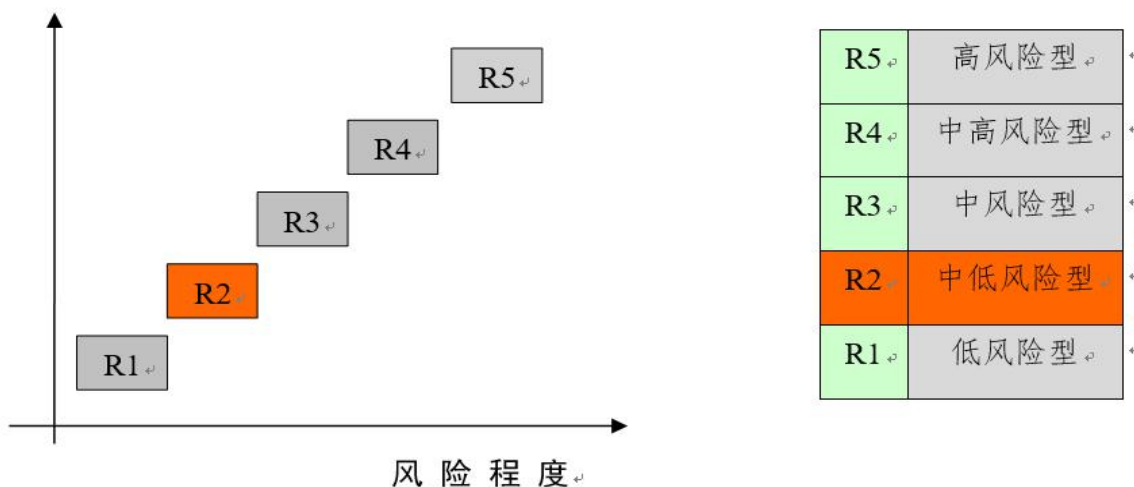 R5
R4
R3
R2
R1
风险程度
R5 高风险型
R4 中高风险型
R3 中风险型
R2 中低风险型
R1 低风险型